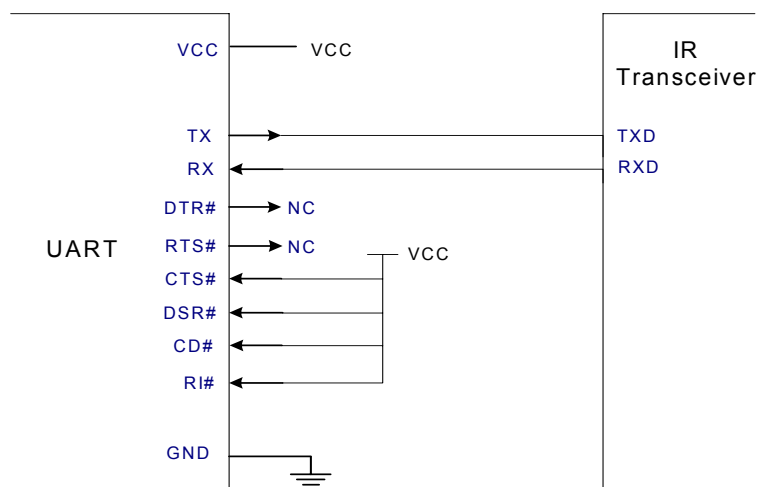 VCC
VCC
IR
Transceiver
TX
TXD
RX
RXD
DTR#
NC
UART
RTS#
NC
VCC
CTS#
DSR#
CD#
RI#
GND